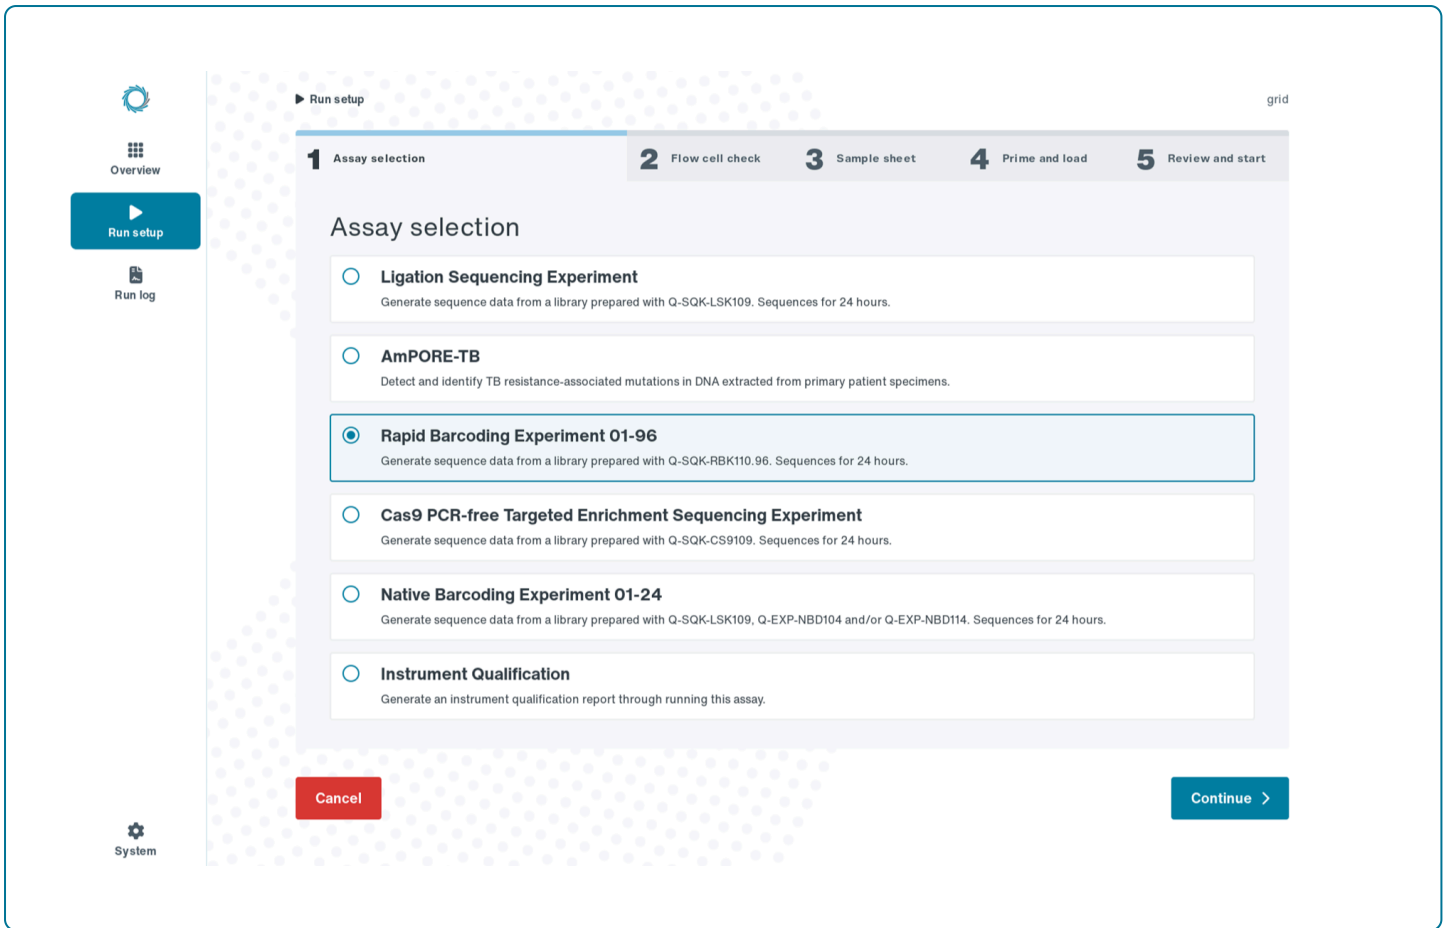 Run setup
grid
Overview
Run setup
Run log
System
1 Assay selection
2 Flow cell check
3 Sample sheet
4 Prime and load
5 Review and start
Assay selection
Ligation Sequencing Experiment
Generate sequence data from a library prepared with Q-SQK-LSK109. Sequences for 24 hours.
AmPORE-TB
Detect and identify TB resistance-associated mutations in DNA extracted from primary patient specimens.
Rapid Barcoding Experiment 01-96
Generate sequence data from a library prepared with Q-SQK-RBK110.96. Sequences for 24 hours.
Cas9 PCR-free Targeted Enrichment Sequencing Experiment
Generate sequence data from a library prepared with Q-SQK-CS9109. Sequences for 24 hours.
Native Barcoding Experiment 01-24
Generate sequence data from a library prepared with Q-SQK-LSK109, Q-EXP-NBD104 and/or Q-EXP-NBD114. Sequences for 24 hours.
Instrument Qualification
Generate an instrument qualification report through running this assay.
Cancel
Continue